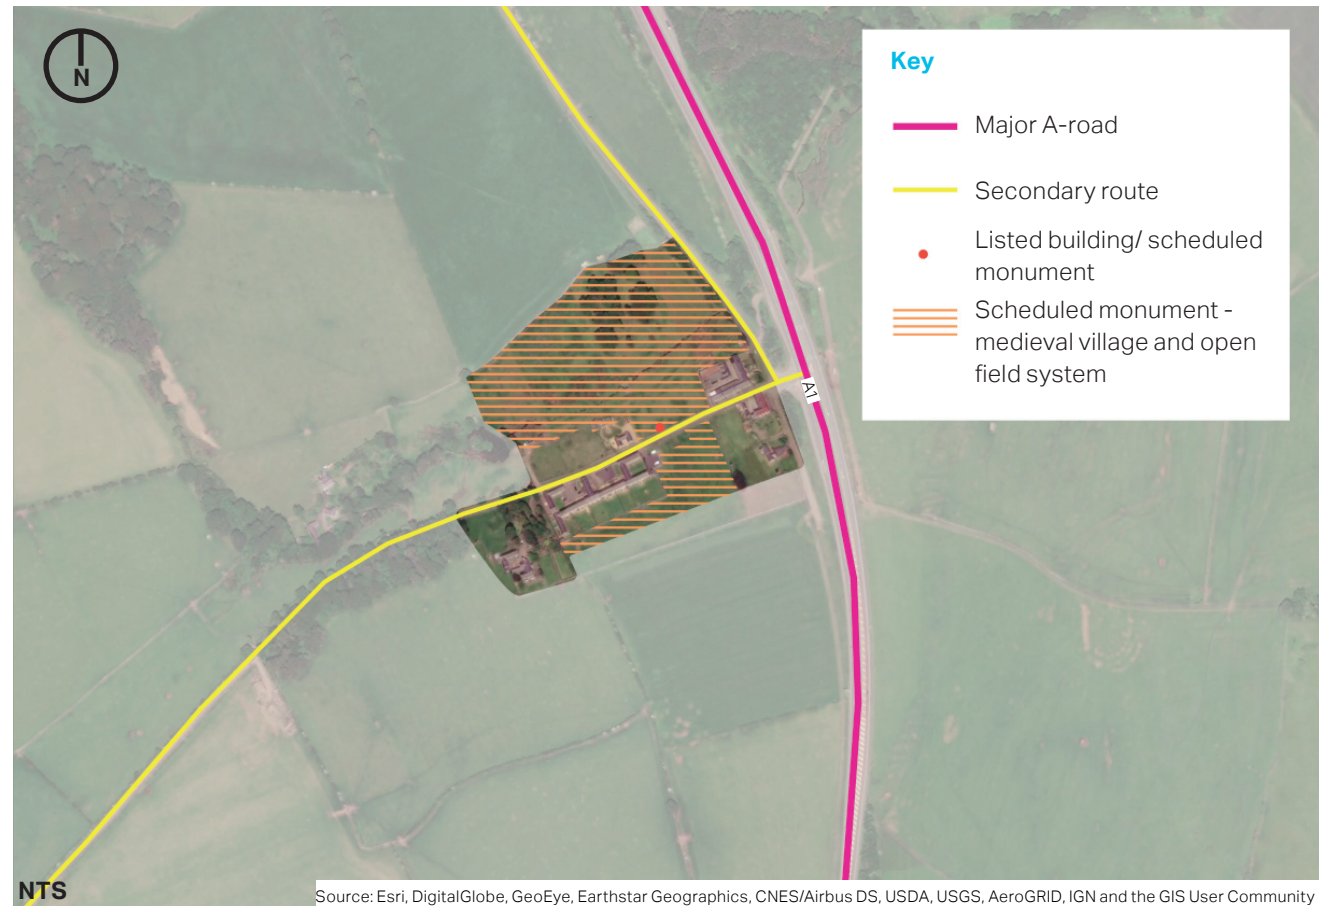 N
Key
Major A-road
Secondary route
Listed building/ scheduled
monument
Scheduled monument -
medieval village and open
field system
A1
NTS
Source: Esri, DigitalGlobe, GeoEye, Earthstar Geographics, CNES/Airbus DS, USDA, USGS, AeroGRID, IGN and the GIS User Community